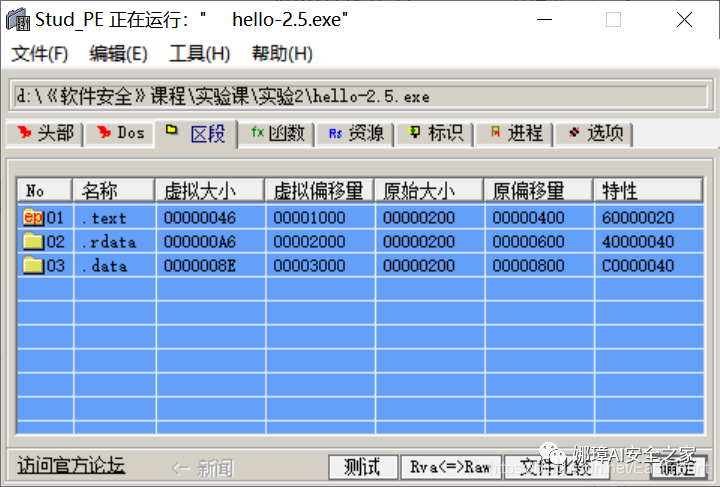 Stud_PE 正在运行："     hello-2.5.exe"
文件(F) 编辑(E) 工具(H) 帮助(H)
d:\《软件安全》课程\实验课\实验2\hello-2.5.exe
头部 Dos 区段 fx 函数 Rs 资源 标识 进程 选项
No 名称 虚拟大小 虚拟偏移量 原始大小 原偏移量 特性
ep 01 .text 00000046 00001000 00000200 00000400 60000020
02 .rdata 000000A6 00002000 00000200 00000600 40000040
03 .data 0000008E 00003000 00000200 00000800 C0000040
访问官方论坛 <- 新闻 测试 Rva<=>Raw 文件比较 确定
娜璋AI安全之家